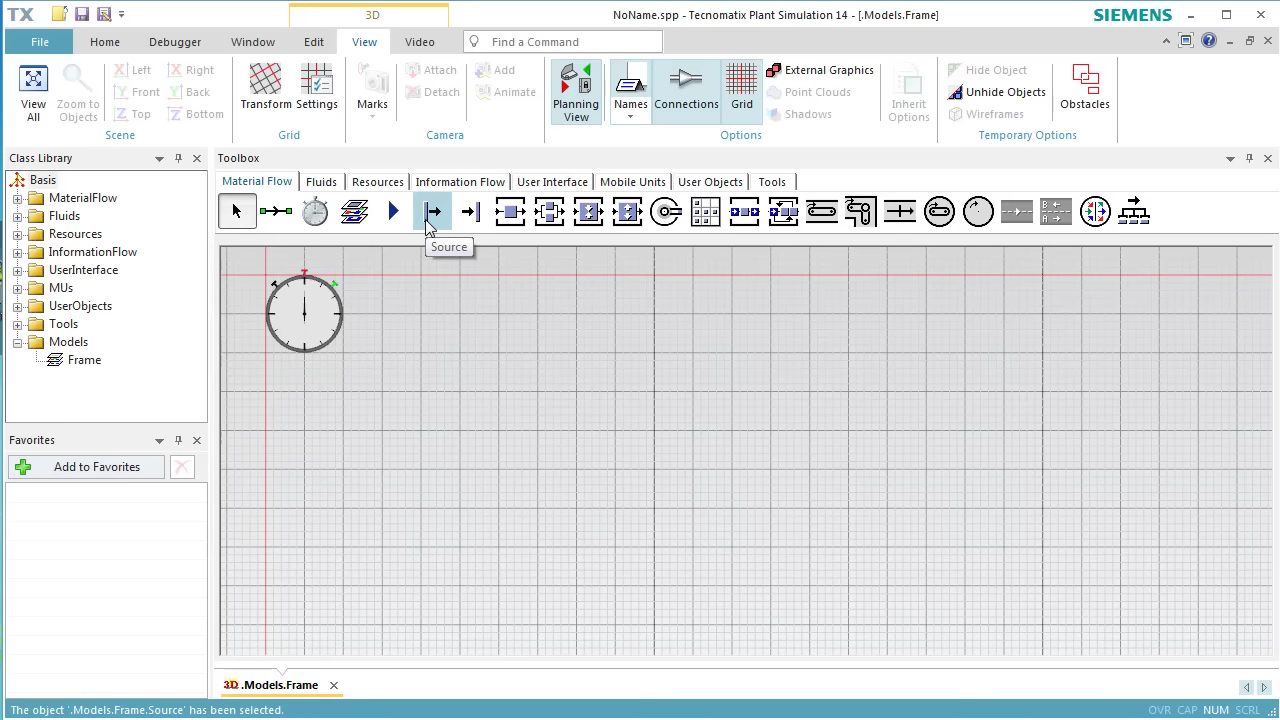 TX
3D
NoName.spp - Tecnomatix Plant Simulation 14 - [.Models.Frame]
SIEMENS
File
Home
Debugger
Window
Edit
View
Video
Find a Command
View All
Zoom to Objects
Left
Right
Front
Back
Top
Bottom
Scene
Transform
Settings
Grid
Marks
Attach
Detach
Add
Animate
Camera
Planning View
Names
Connections
Grid
External Graphics
Point Clouds
Shadows
Options
Inherit Options
Hide Object
Unhide Objects
Wireframes
Obstacles
Temporary Options
Class Library
Basis
MaterialFlow
Fluids
Resources
InformationFlow
UserInterface
MUs
UserObjects
Tools
Models
Frame
Favorites
Add to Favorites
Toolbox
Material Flow
Fluids
Resources
Information Flow
User Interface
Mobile Units
User Objects
Tools
Source
3D .Models.Frame
The object '.Models.Frame.Source' has been selected.
OVR CAP NUM SCRL